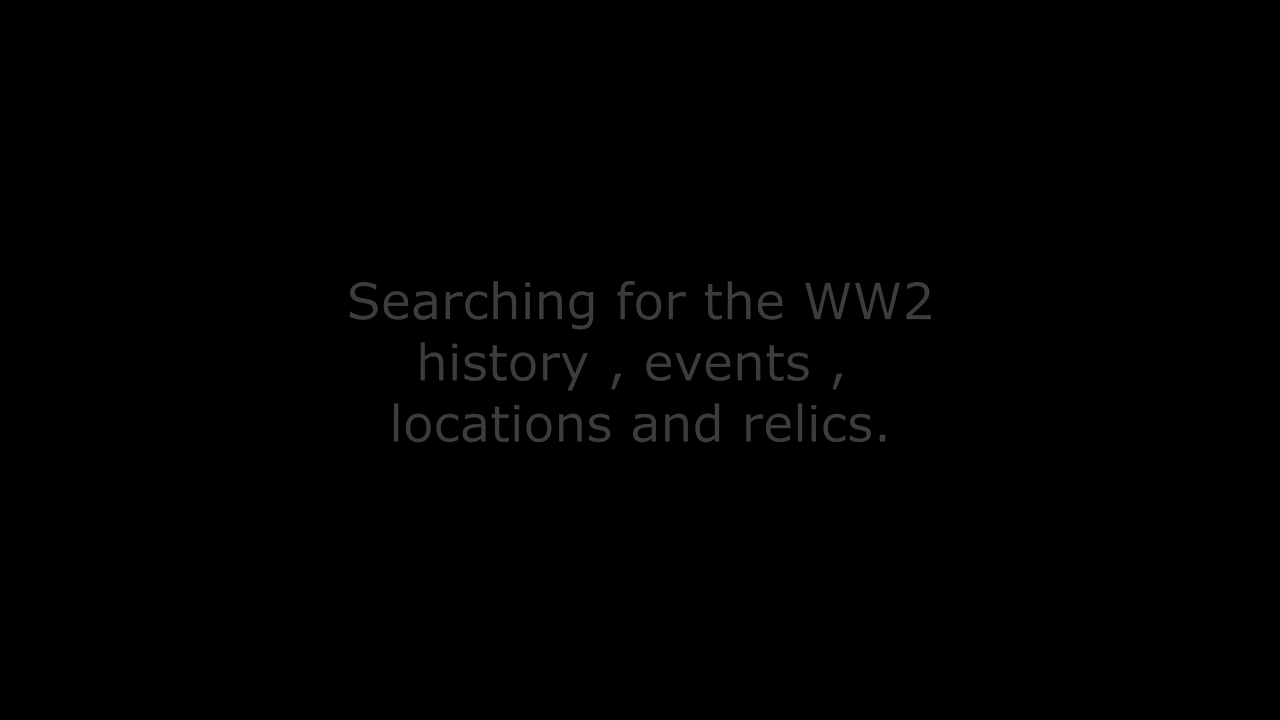 Searching for the WW2
history , events ,
locations and relics.